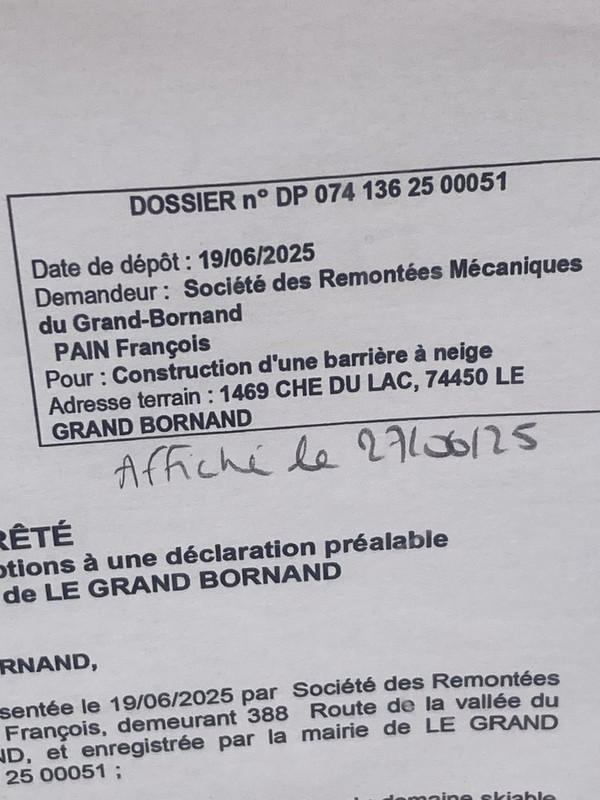 DOSSIER n° DP 074 136 25 00051
Date de dépôt : 19/06/2025
Demandeur : Société des Remontées Mécaniques
du Grand-Bornand
PAIN François
Pour : Construction d'une barrière à neige
Adresse terrain : 1469 CHE DU LAC, 74450 LE
GRAND BORNAND
Affiché le 27/06/25
RÊTÉ
ptions à une déclaration préalable
de LE GRAND BORNAND
RNAND,
sentée le 19/06/2025 par Société des Remontées
François, demeurant 388 Route de la vallée du
ND, et enregistrée par la mairie de LE GRAND
25 00051 ;
domaine skiable